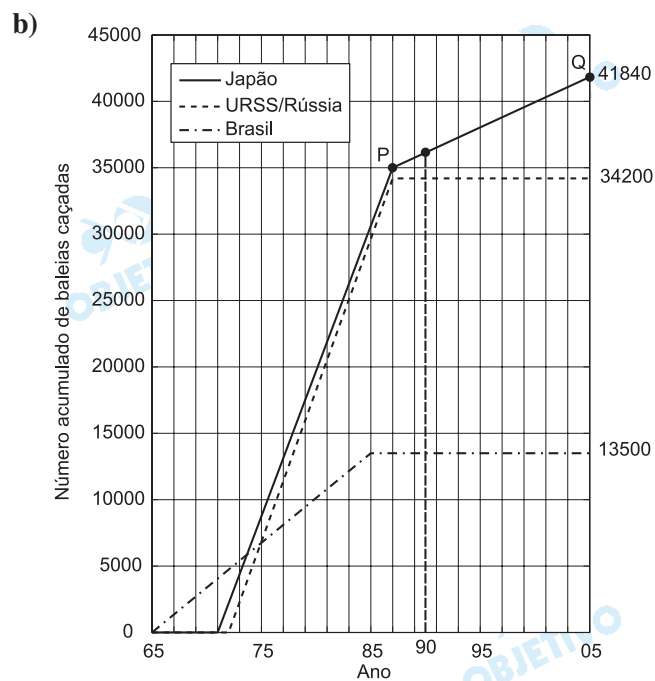 b)
45000
40000
35000
30000
25000
20000
15000
10000
5000
0
Número acumulado de baleias caçadas
Japão
URSS/Rússia
Brasil
P
Q
41840
34200
13500
65
75
85
90
95
05
Ano
OBJETIVO
OBJETIVO